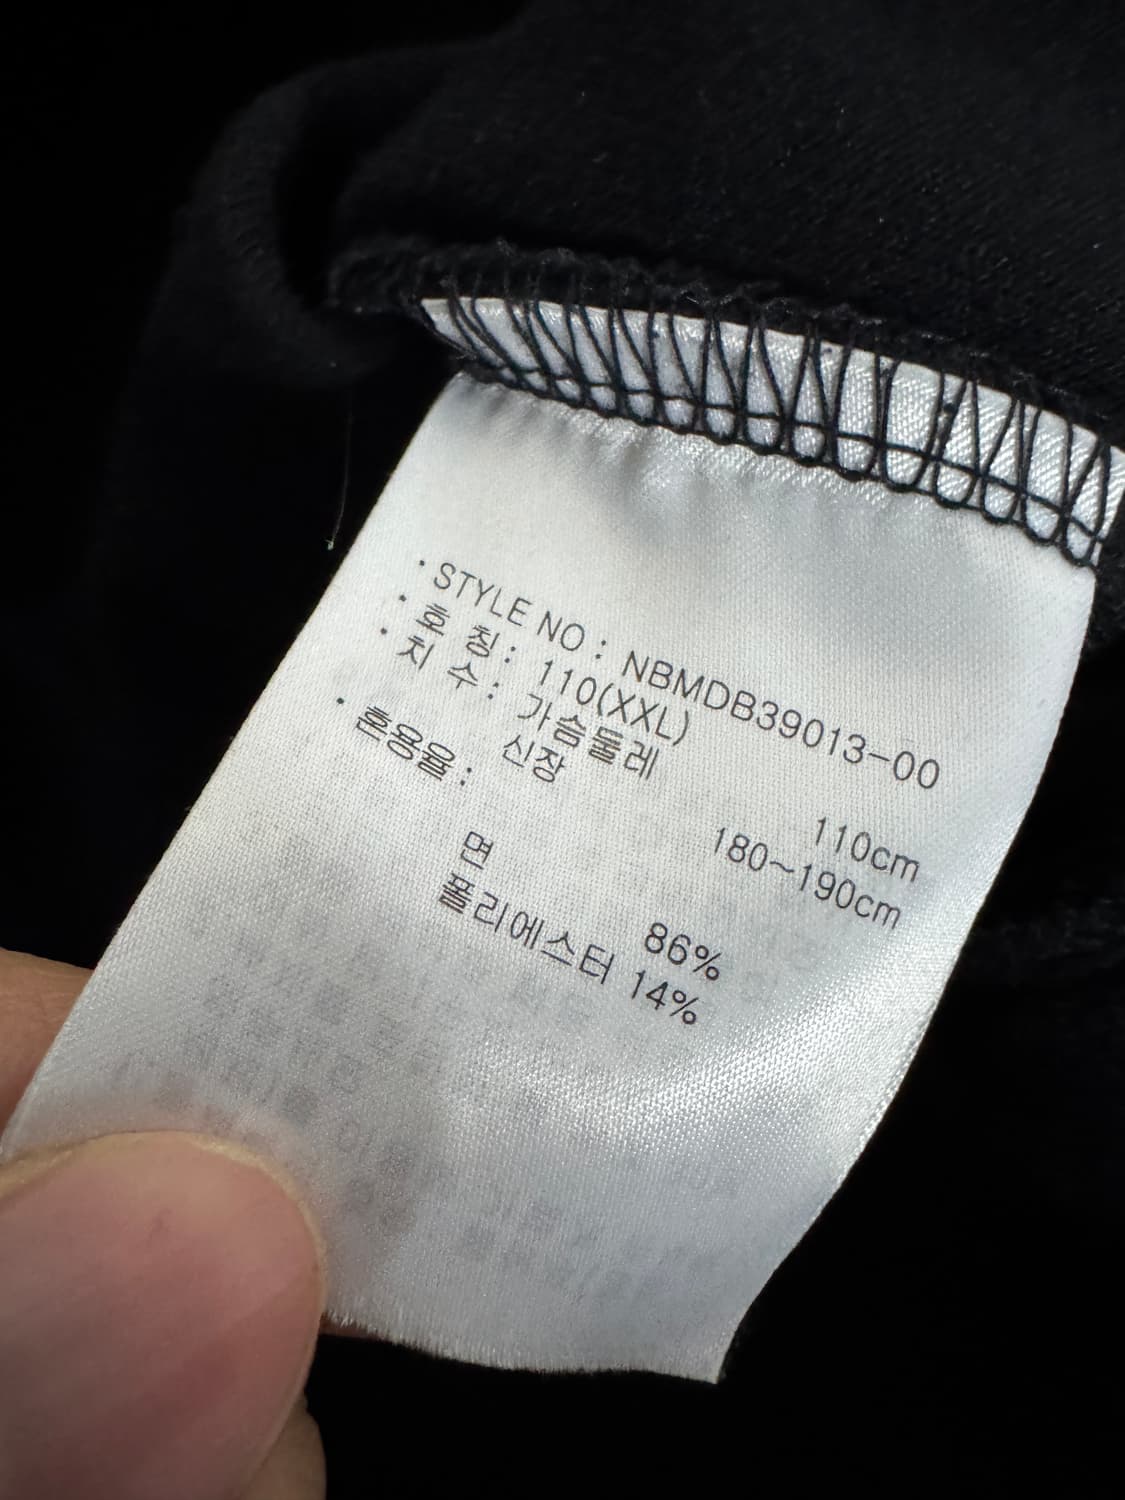 · STYLE NO : NBMDB39013-00
· 호 칭 : 110(XXL)
· 치 수 : 가슴둘레 110cm
신장 180~190cm
· 혼용율 :
면 86%
폴리에스터 14%